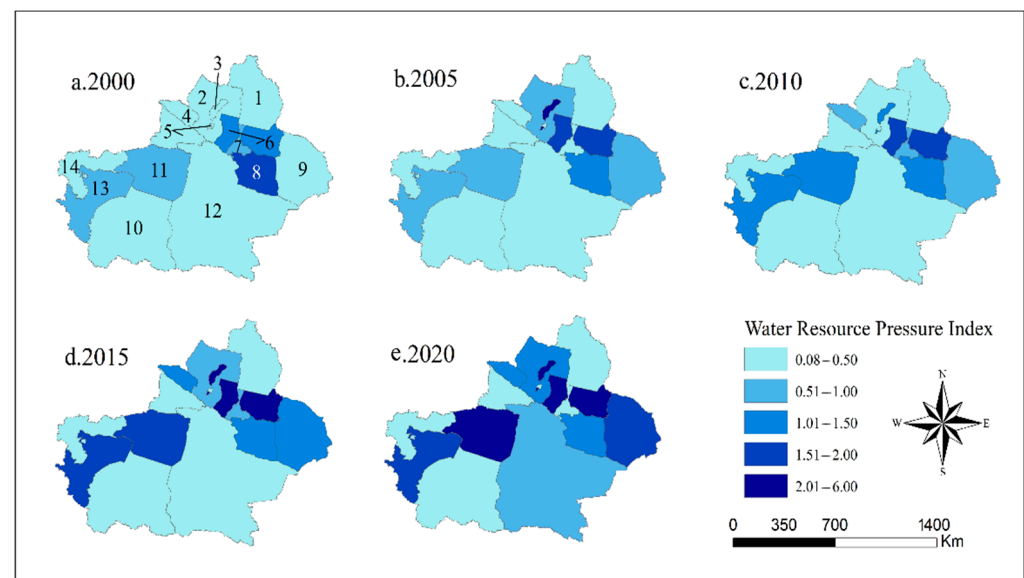 a.2000
3
2
1
4
5
6
7
14
11
8
9
13
12
10
b.2005
c.2010
d.2015
e.2020
Water Resource Pressure Index
0.08–0.50
0.51–1.00
1.01–1.50
1.51–2.00
2.01–6.00
N
W E
S
0 350 700 1400
Km